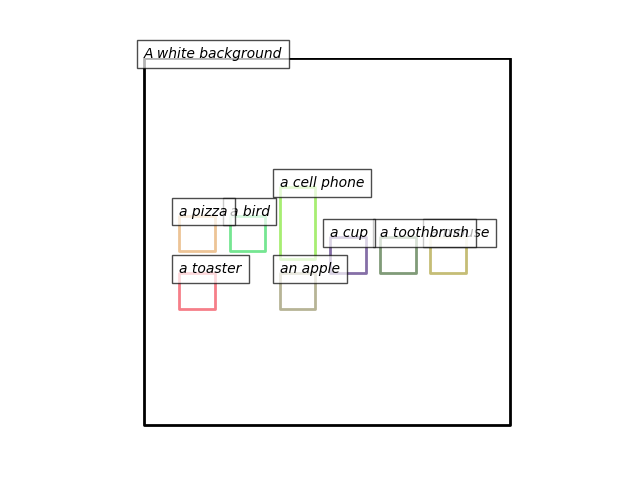 A white background
a cell phone
a pizza
a bird
a cup
a toothbrush
a toaster
an apple